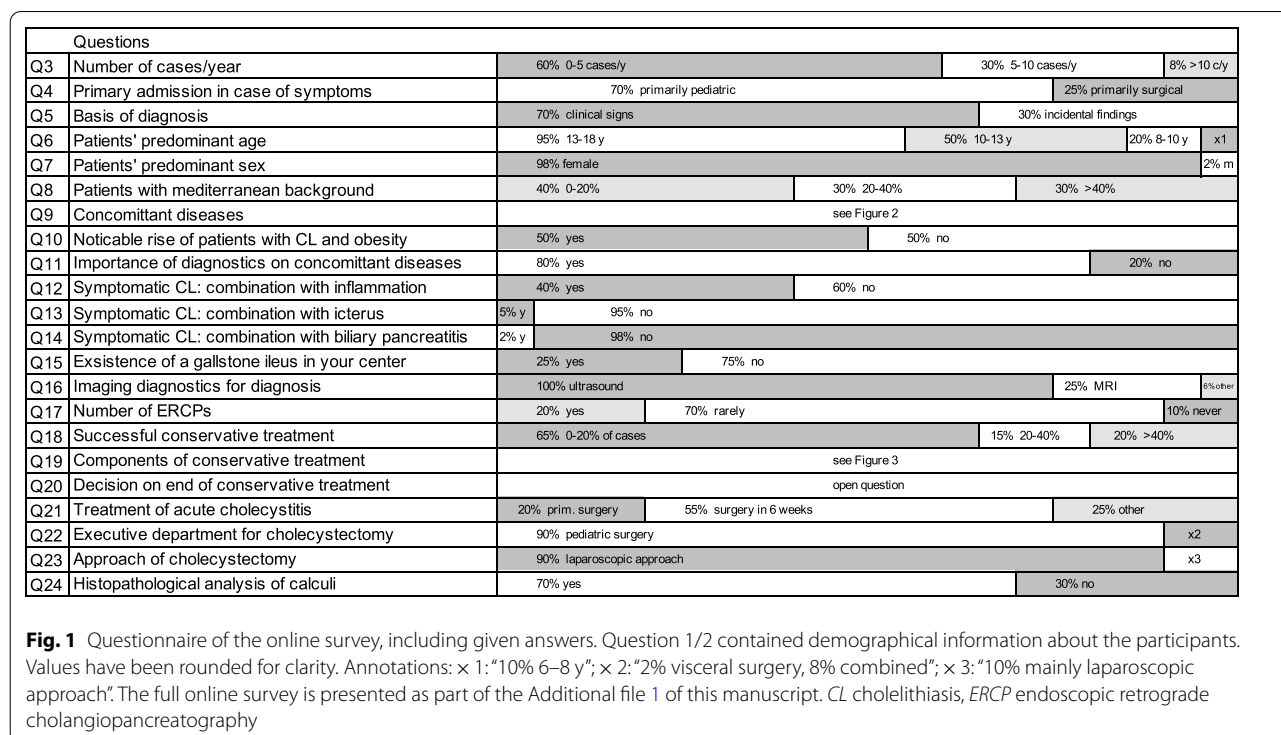 Questions
Q3 Number of cases/year 60% 0-5 cases/y 30% 5-10 cases/y 8% >10 c/y
Q4 Primary admission in case of symptoms 70% primarily pediatric 25% primarily surgical
Q5 Basis of diagnosis 70% clinical signs 30% incidental findings
Q6 Patients' predominant age 95% 13-18 y 50% 10-13 y 20% 8-10 y x1
Q7 Patients' predominant sex 98% female 2% m
Q8 Patients with mediterranean background 40% 0-20% 30% 20-40% 30% >40%
Q9 Concomittant diseases see Figure 2
Q10 Noticable rise of patients with CL and obesity 50% yes 50% no
Q11 Importance of diagnostics on concomittant diseases 80% yes 20% no
Q12 Symptomatic CL: combination with inflammation 40% yes 60% no
Q13 Symptomatic CL: combination with icterus 5% y 95% no
Q14 Symptomatic CL: combination with biliary pancreatitis 2% y 98% no
Q15 Exsistence of a gallstone ileus in your center 25% yes 75% no
Q16 Imaging diagnostics for diagnosis 100% ultrasound 25% MRI 6% other
Q17 Number of ERCPs 20% yes 70% rarely 10% never
Q18 Successful conservative treatment 65% 0-20% of cases 15% 20-40% 20% >40%
Q19 Components of conservative treatment see Figure 3
Q20 Decision on end of conservative treatment open question
Q21 Treatment of acute cholecystitis 20% prim. surgery 55% surgery in 6 weeks 25% other
Q22 Executive department for cholecystectomy 90% pediatric surgery x2
Q23 Approach of cholecystectomy 90% laparoscopic approach x3
Q24 Histopathological analysis of calculi 70% yes 30% no
Fig. 1 Questionnaire of the online survey, including given answers. Question 1/2 contained demographical information about the participants.
Values have been rounded for clarity. Annotations: × 1: "10% 6–8 y"; × 2: "2% visceral surgery, 8% combined"; × 3: "10% mainly laparoscopic
approach". The full online survey is presented as part of the Additional file 1 of this manuscript. CL cholelithiasis, ERCP endoscopic retrograde
cholangiopancreatography